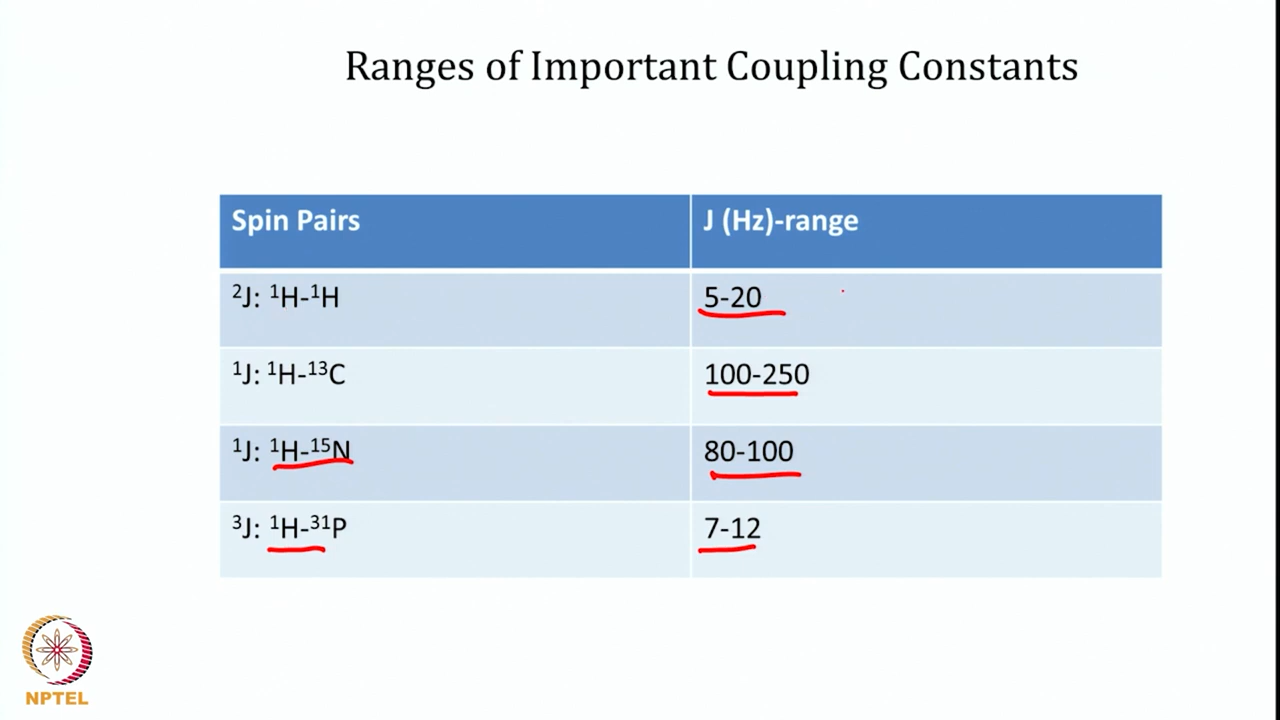 Ranges of Important Coupling Constants
Spin Pairs J (Hz)-range
²J: ¹H-¹H 5-20
¹J: ¹H-¹³C 100-250
¹J: ¹H-¹⁵N 80-100
³J: ¹H-³¹P 7-12
NPTEL